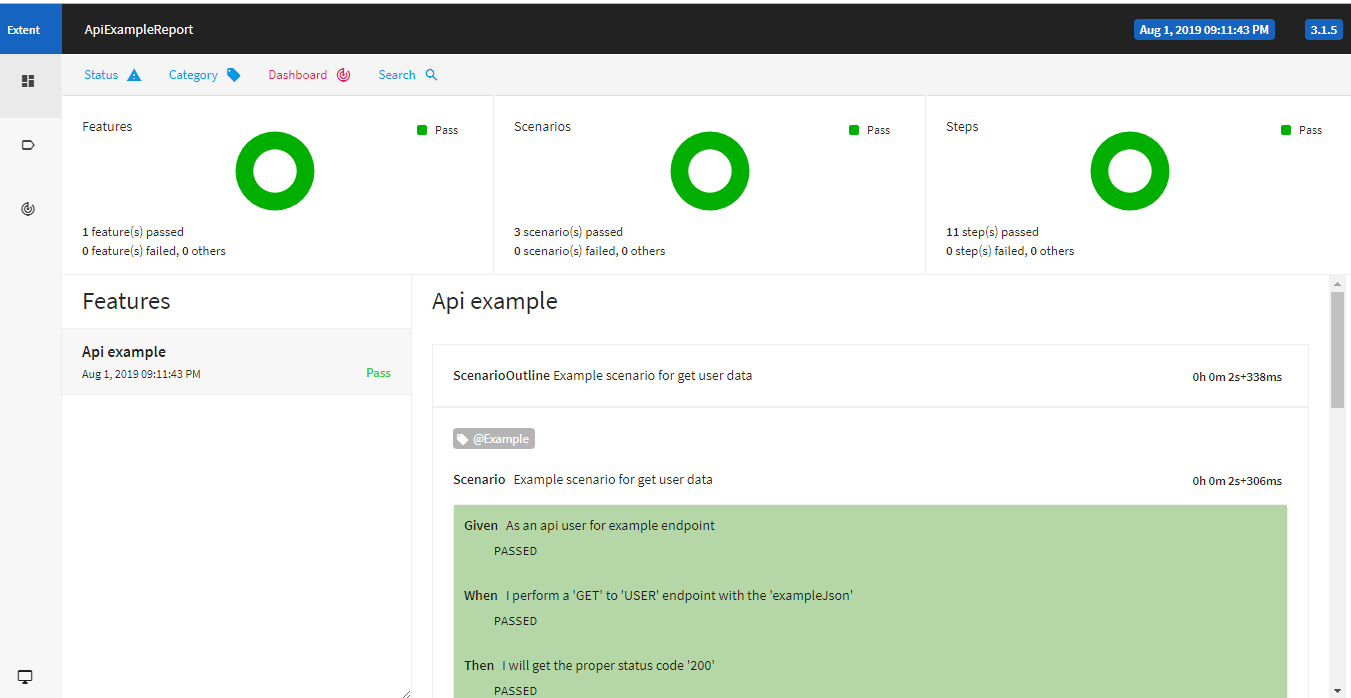 Extent
ApiExampleReport
Aug 1, 2019 09:11:43 PM
3.1.5
Status
Category
Dashboard
Search
Features
Pass
1 feature(s) passed
0 feature(s) failed, 0 others
Scenarios
Pass
3 scenario(s) passed
0 scenario(s) failed, 0 others
Steps
Pass
11 step(s) passed
0 step(s) failed, 0 others
Features
Api example
Aug 1, 2019 09:11:43 PM
Pass
Api example
ScenarioOutline Example scenario for get user data
0h 0m 2s+338ms
@Example
Scenario Example scenario for get user data
0h 0m 2s+306ms
Given As an api user for example endpoint
PASSED
When I perform a 'GET' to 'USER' endpoint with the 'exampleJson'
PASSED
Then I will get the proper status code '200'
PASSED